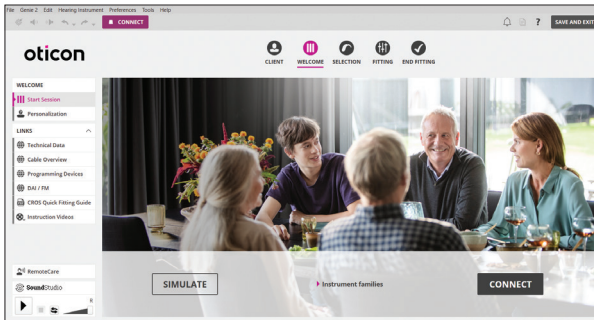 File Genie 2 Edit Hearing Instrument Preferences Tools Help
CONNECT
? SAVE AND EXIT
oticon
CLIENT WELCOME SELECTION FITTING END FITTING
WELCOME
Start Session
Personalization
LINKS
Technical Data
Cable Overview
Programming Devices
DAI / FM
CROS Quick Fitting Guide
Instruction Videos
RemoteCare
SoundStudio
SIMULATE
Instrument families
CONNECT